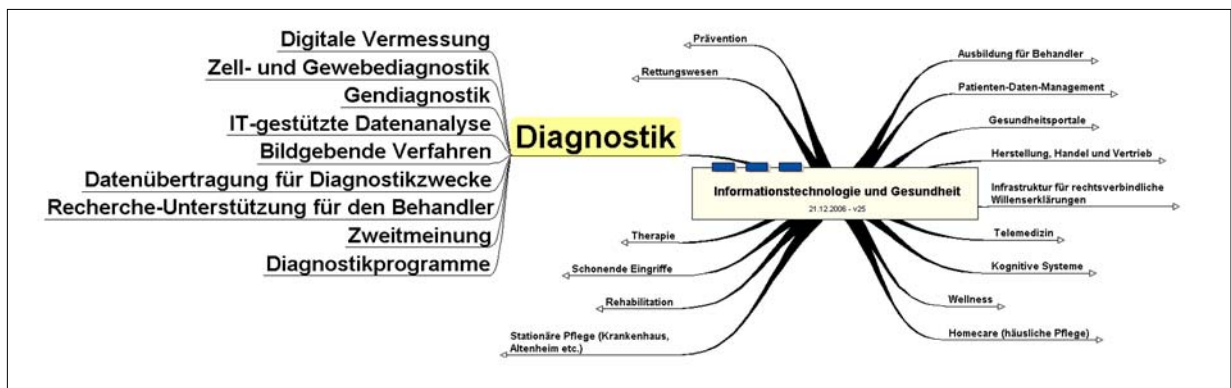 Digitale Vermessung
Zell- und Gewebediagnostik
Gendiagnostik
IT-gestützte Datenanalyse
Bildgebende Verfahren
Datenübertragung für Diagnostikzwecke
Recherche-Unterstützung für den Behandler
Zweitmeinung
Diagnostikprogramme
Diagnostik
Prävention
Rettungswesen
Informationstechnologie und Gesundheit
21.12.2006 - v25
Therapie
Schonende Eingriffe
Rehabilitation
Stationäre Pflege (Krankenhaus,
Altenheim etc.)
Ausbildung für Behandler
Patienten-Daten-Management
Gesundheitsportale
Herstellung, Handel und Vertrieb
Infrastruktur für rechtsverbindliche
Willenserklärungen
Telemedizin
Kognitive Systeme
Wellness
Homecare (häusliche Pflege)